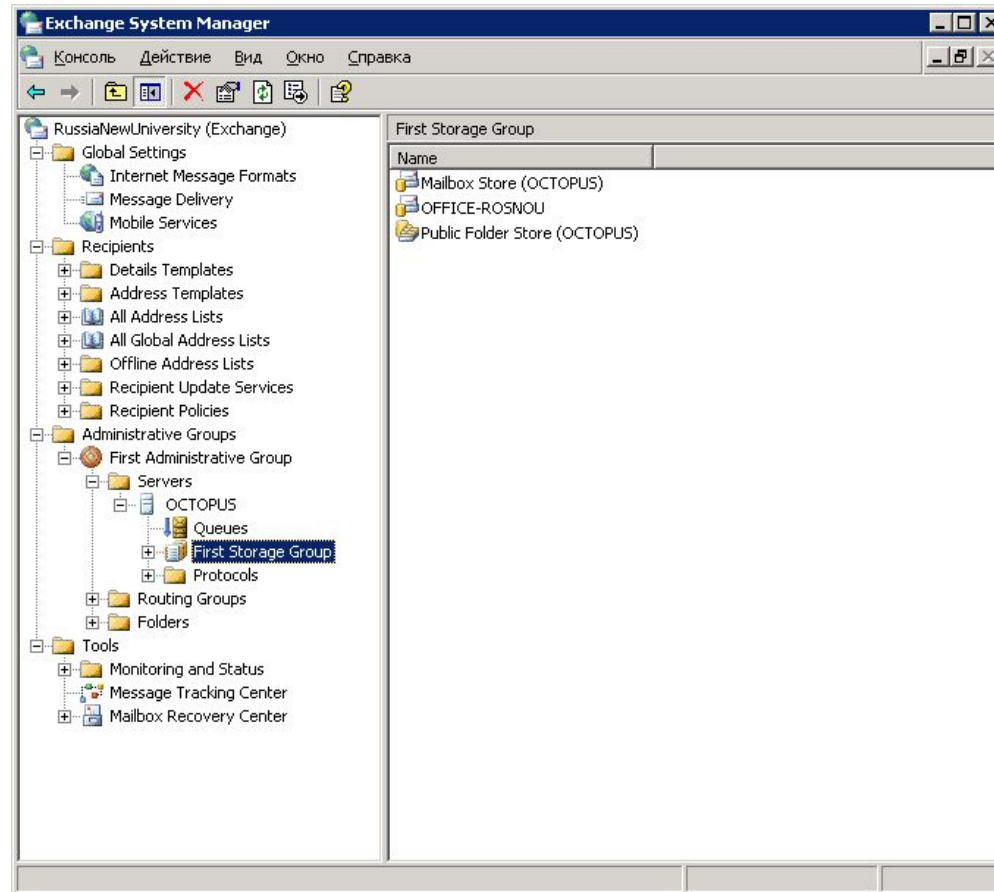 Exchange System Manager
Консоль Действие Вид Окно Справка
RussiaNewUniversity (Exchange)
Global Settings
Internet Message Formats
Message Delivery
Mobile Services
Recipients
Details Templates
Address Templates
All Address Lists
All Global Address Lists
Offline Address Lists
Recipient Update Services
Recipient Policies
Administrative Groups
First Administrative Group
Servers
OCTOPUS
Queues
First Storage Group
Protocols
Routing Groups
Folders
Tools
Monitoring and Status
Message Tracking Center
Mailbox Recovery Center
First Storage Group
Name
Mailbox Store (OCTOPUS)
OFFICE-ROSNOU
Public Folder Store (OCTOPUS)